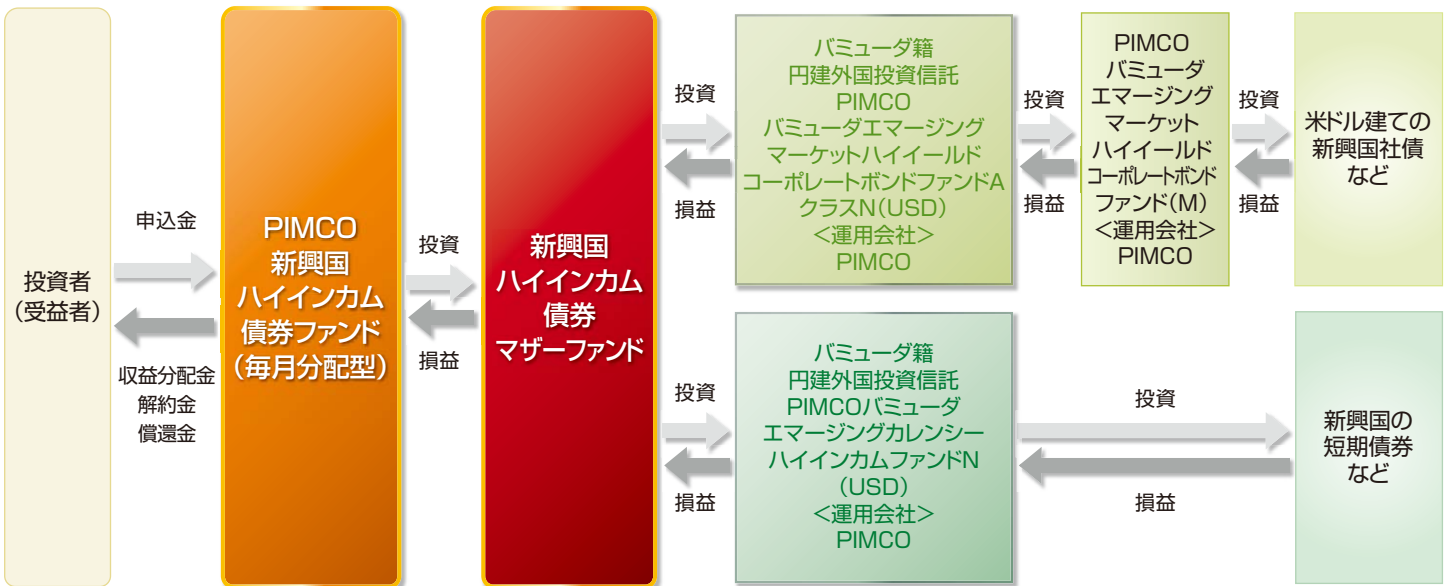 投資者
（受益者）
申込金
収益分配金
解約金
償還金
PIMCO
新興国
ハイインカム
債券ファンド
（毎月分配型）
投資
損益
新興国
ハイインカム
債券
マザーファンド
投資
損益
バミューダ籍
円建外国投資信託
PIMCO
バミューダエマージング
マーケットハイイールド
コーポレートボンドファンドA
クラスN（USD）
＜運用会社＞
PIMCO
投資
損益
PIMCO
バミューダ
エマージング
マーケット
ハイイールド
コーポレートボンド
ファンド（M）
＜運用会社＞
PIMCO
投資
損益
米ドル建ての
新興国社債
など
投資
損益
バミューダ籍
円建外国投資信託
PIMCOバミューダ
エマージングカレンシー
ハイインカムファンドN
（USD）
＜運用会社＞
PIMCO
投資
損益
新興国の
短期債券
など